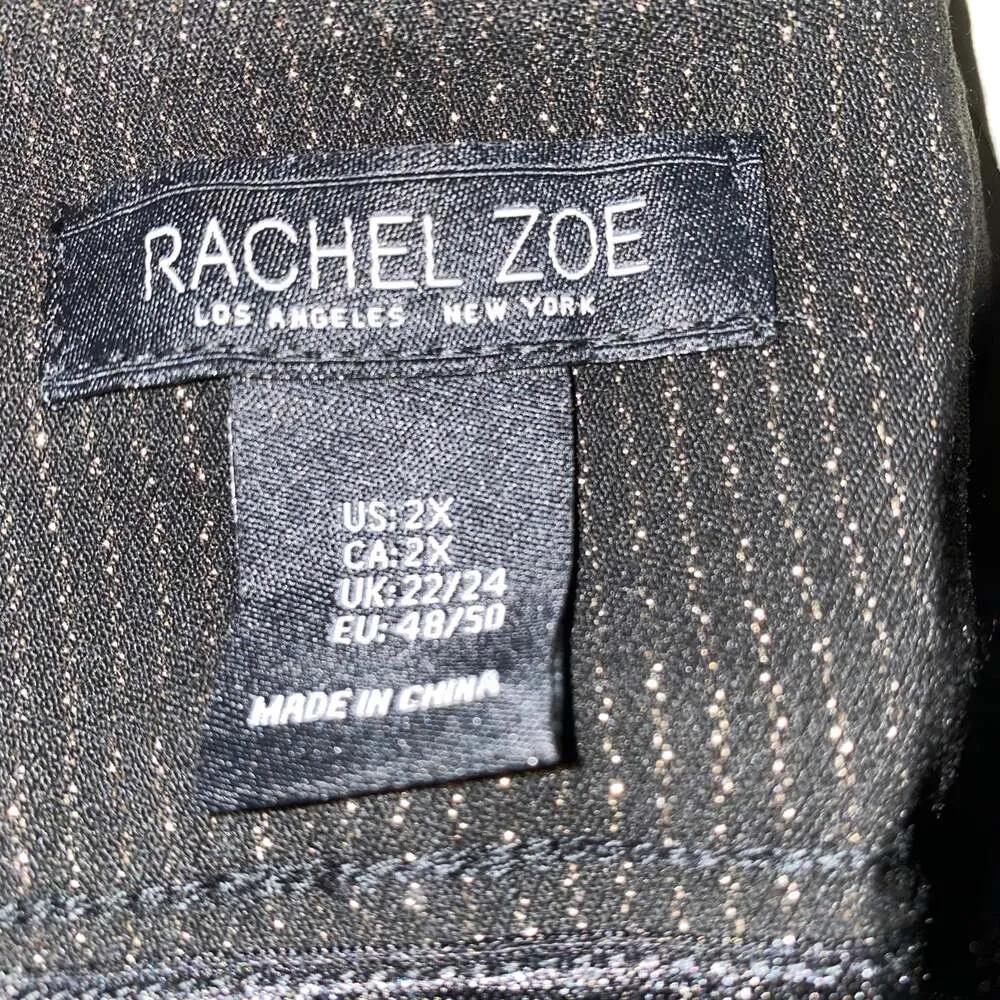 RACHEL ZOE
LOS ANGELES NEW YORK
US: 2X
CA: 2X
UK: 22/24
EU: 48/50
MADE IN CHINA